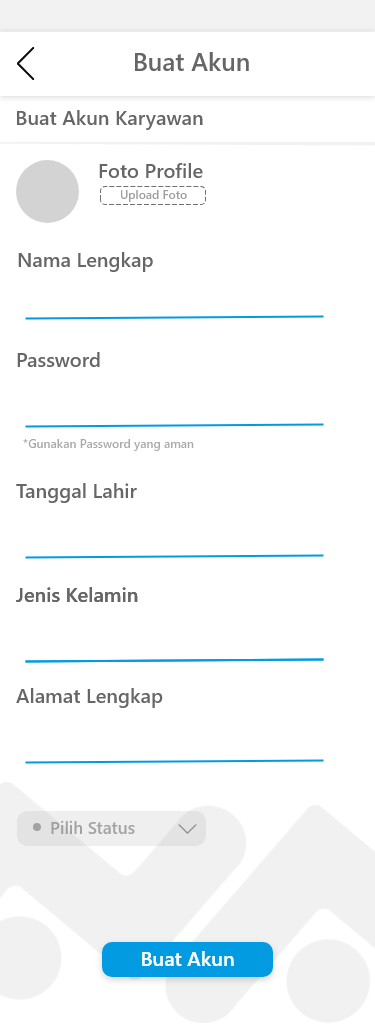 Buat Akun
Buat Akun Karyawan
Foto Profile
Upload Foto
Nama Lengkap
Password
*Gunakan Password yang aman
Tanggal Lahir
Jenis Kelamin
Alamat Lengkap
Pilih Status
Buat Akun